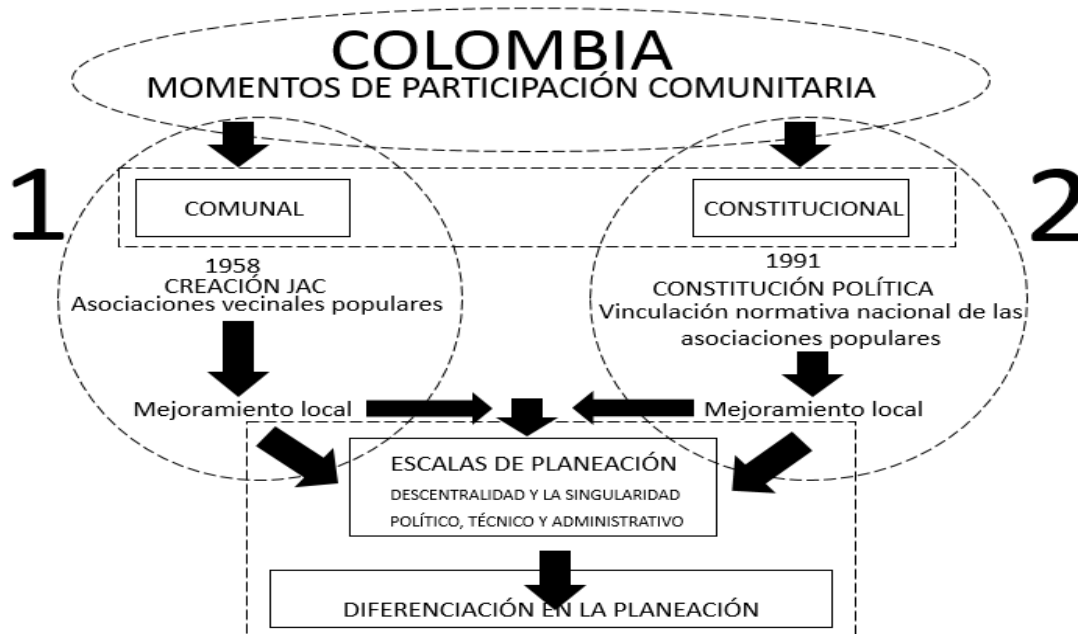 COLOMBIA
MOMENTOS DE PARTICIPACIÓN COMUNITARIA
1
COMUNAL
1958
CREACIÓN JAC
Asociaciones vecinales populares
Mejoramiento local
2
CONSTITUCIONAL
1991
CONSTITUCIÓN POLÍTICA
Vinculación normativa nacional de las
asociaciones populares
Mejoramiento local
ESCALAS DE PLANEACIÓN
DESCENTRALIDAD Y LA SINGULARIDAD
POLÍTICO, TÉCNICO Y ADMINISTRATIVO
DIFERENCIACIÓN EN LA PLANEACIÓN